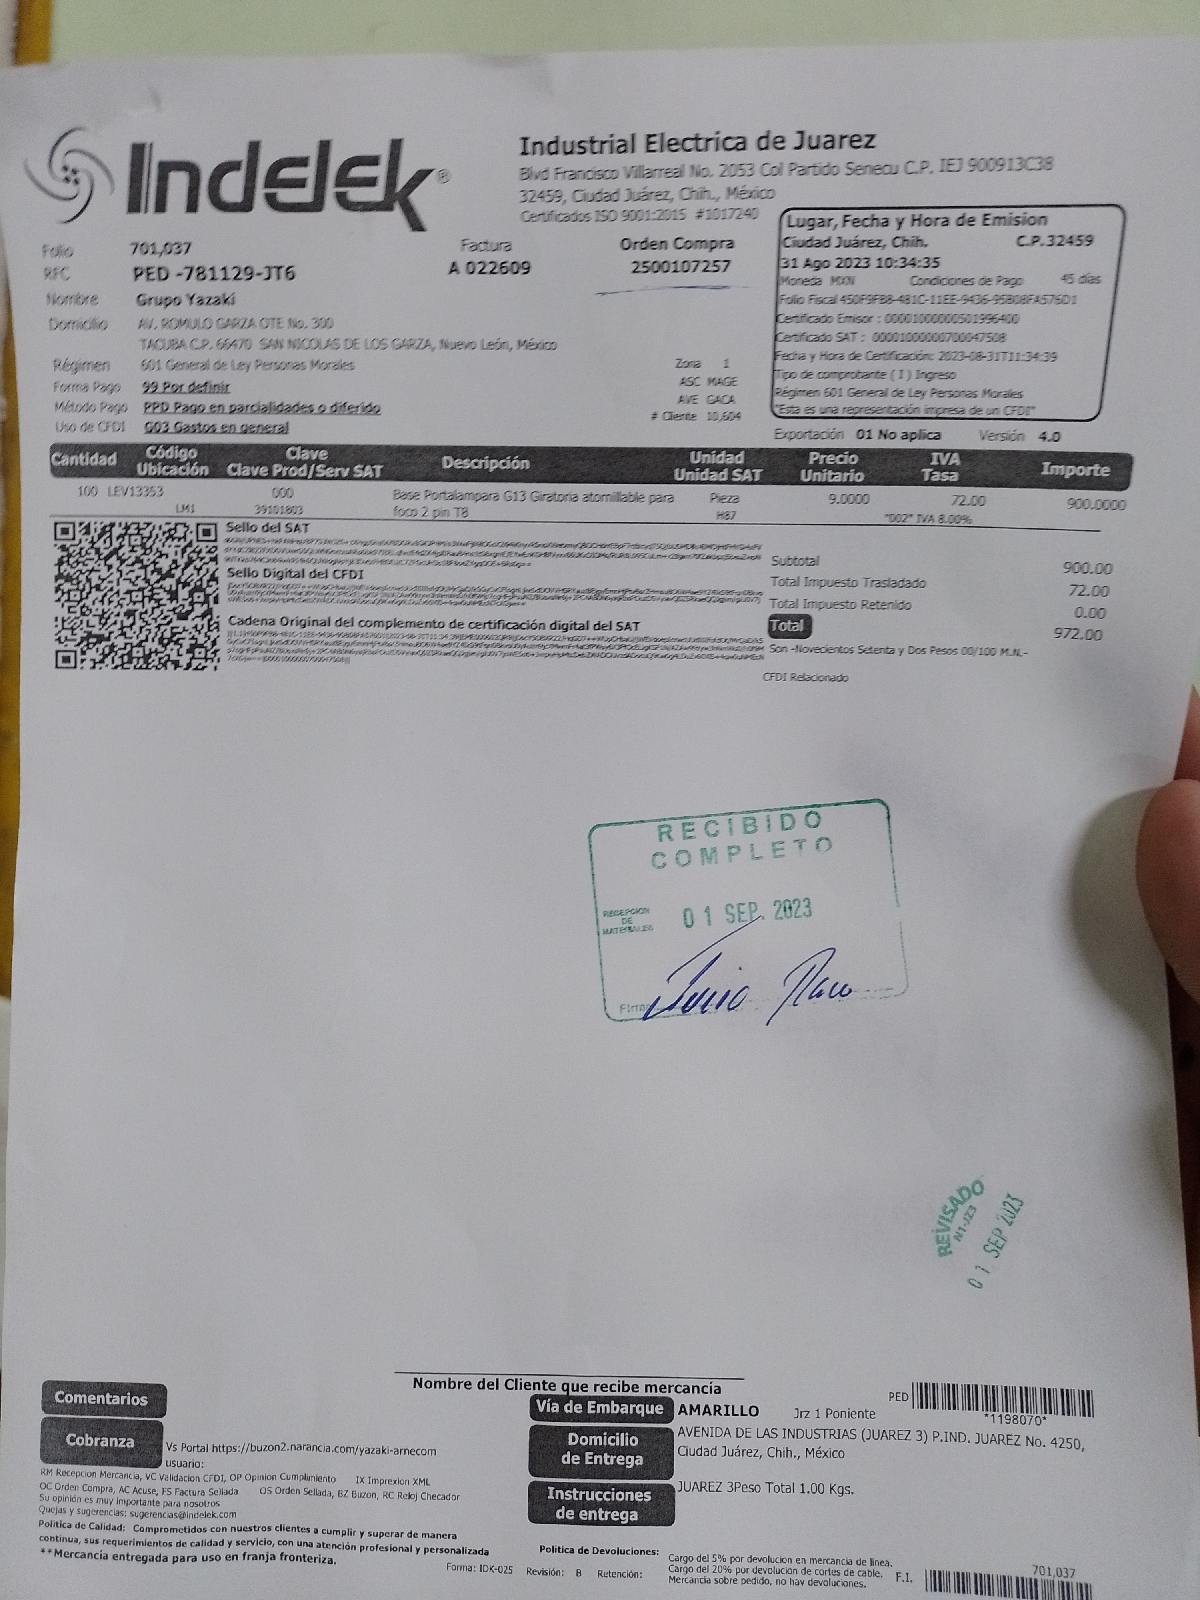 Indelek®
Industrial Electrica de Juarez
Blvd Francisco Villarreal No. 2053 Col Partido Senecu C.P. IEJ 900913C38
32459, Ciudad Juárez, Chih., México
Certificados ISO 9001:2015 #1017240
Lugar, Fecha y Hora de Emision
Ciudad Juárez, Chih. C.P.32459
31 Ago 2023 10:34:35
Moneda MXN Condiciones de Pago 45 días
Folio Fiscal 450F9FB8-481C-11EE-9436-95B08FA576D1
Certificado Emisor : 00001000000501996400
Certificado SAT : 00001000000700047508
Fecha y Hora de Certificación: 2023-08-31T11:34:39
Tipo de comprobante ( I ) Ingreso
Régimen 601 General de Ley Personas Morales
"Esta es una representación impresa de un CFDI"
Folio 701,037
Factura
A 022609
Orden Compra
2500107257
RFC PED -781129-JT6
Nombre Grupo Yazaki
Domicilio AV. ROMULO GARZA OTE No. 300
TACUBA C.P. 66470 SAN NICOLAS DE LOS GARZA, Nuevo León, México
Régimen 601 General de Ley Personas Morales
Forma Pago 99 Por definir
Método Pago PPD Pago en parcialidades o diferido
Uso de CFDI G03 Gastos en general
Zona 1
ASC MAGE
AVE GACA
# Cliente 10,604
Exportación 01 No aplica Versión 4.0
Cantidad Código Ubicación Clave Clave Prod/Serv SAT Descripción Unidad Unidad SAT Precio Unitario IVA Tasa Importe
100 LEV13353 000 Base Portalampara G13 Giratoria atornillable para Pieza 9.0000 72.00 900.0000
LM1 39101803 foco 2 pin T8 H87 "002" IVA 8.00%
Sello del SAT
Sello Digital del CFDI
Cadena Original del complemento de certificación digital del SAT
Subtotal 900.00
Total Impuesto Trasladado 72.00
Total Impuesto Retenido 0.00
Total 972.00
Son -Novecientos Setenta y Dos Pesos 00/100 M.N.-
CFDI Relacionado
RECIBIDO
COMPLETO
RECEPCION
DE
MATERIALES
01 SEP. 2023
Firma
REVISADO
N1-JZ3
01 SEP 2023
Nombre del Cliente que recibe mercancía
Comentarios
Cobranza
Vs Portal https://buzon2.narancia.com/yazaki-arnecom
usuario:
RM Recepcion Mercancia, VC Validacion CFDI, OP Opinion Cumplimiento IX Imprexion XML
OC Orden Compra, AC Acuse, FS Factura Sellada OS Orden Sellada, BZ Buzon, RC Reloj Checador
Su opinión es muy importante para nosotros
Quejas y sugerencias: sugerencias@indelek.com
Politica de Calidad: Comprometidos con nuestros clientes a cumplir y superar de manera
continua, sus requerimientos de calidad y servicio, con una atención profesional y personalizada
**Mercancía entregada para uso en franja fronteriza.
Forma: IDK-025 Revisión: B Retención:
Vía de Embarque AMARILLO Jrz 1 Poniente
PED *1198070*
Domicilio de Entrega
AVENIDA DE LAS INDUSTRIAS (JUAREZ 3) P.IND. JUAREZ No. 4250,
Ciudad Juárez, Chih., México
Instrucciones de entrega
JUAREZ 3Peso Total 1.00 Kgs.
Politica de Devoluciones:
Cargo del 5% por devolucion en mercancia de linea.
Cargo del 20% por devolucion de cortes de cable.
Mercancia sobre pedido, no hay devoluciones.
F.I. 701,037